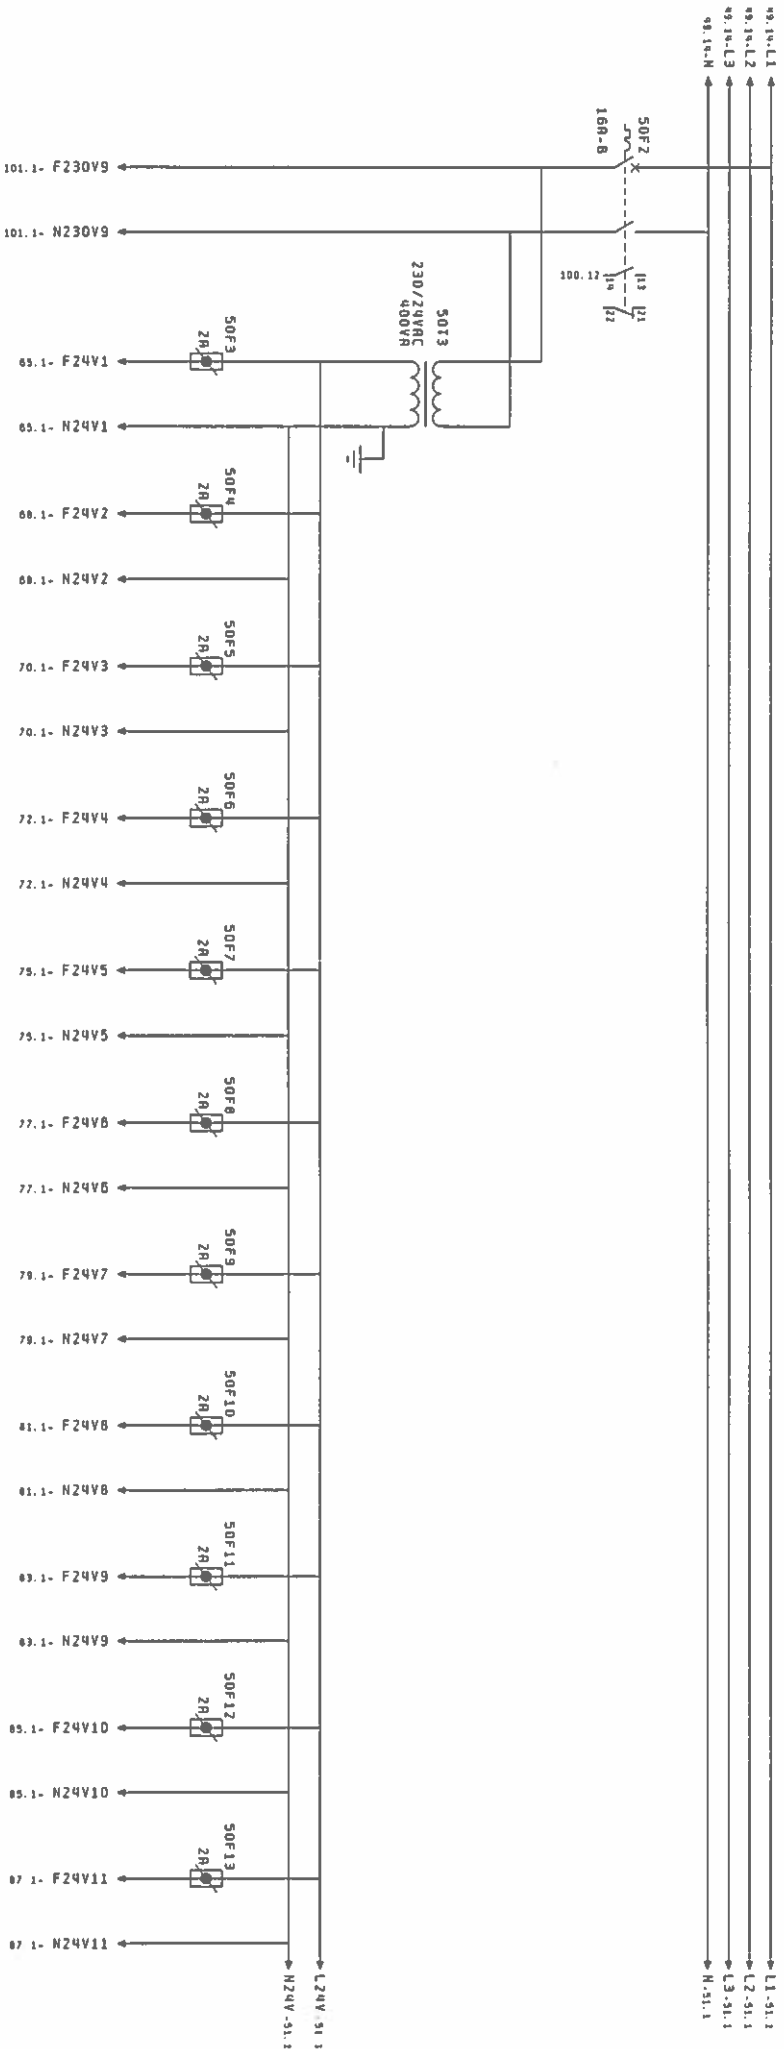 49.14-L1
49.14-L2
49.14-L3
49.14-N
50F2
16A-B
13
14
100.12
21
22
50T3
230/24VAC
400VA
101.1- F230V9
101.1- N230V9
50F3
2A
65.1- F24V1
65.1- N24V1
50F4
2A
68.1- F24V2
68.1- N24V2
50F5
2A
70.1- F24V3
70.1- N24V3
50F6
2A
72.1- F24V4
72.1- N24V4
50F7
2A
75.1- F24V5
75.1- N24V5
50F8
2A
77.1- F24V6
77.1- N24V6
50F9
2A
79.1- F24V7
79.1- N24V7
50F10
2A
81.1- F24V8
81.1- N24V8
50F11
2A
83.1- F24V9
83.1- N24V9
50F12
2A
85.1- F24V10
85.1- N24V10
50F13
2A
87 1- F24V11
87 1- N24V11
L1-51.1
L2-51.1
L3-51.1
N-51.1
L24V-51 1
N24V-51.1